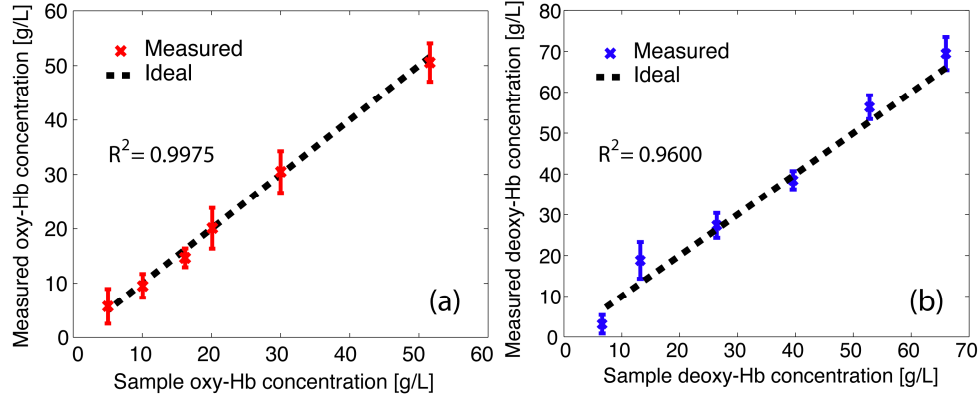 Measured oxy-Hb concentration [g/L]
60
50
40
30
20
10
0
Measured
Ideal
R² = 0.9975
(a)
0 10 20 30 40 50 60
Sample oxy-Hb concentration [g/L]
Measured deoxy-Hb concentration [g/L]
80
70
60
50
40
30
20
10
0
Measured
Ideal
R² = 0.9600
(b)
0 10 20 30 40 50 60 70
Sample deoxy-Hb concentration [g/L]